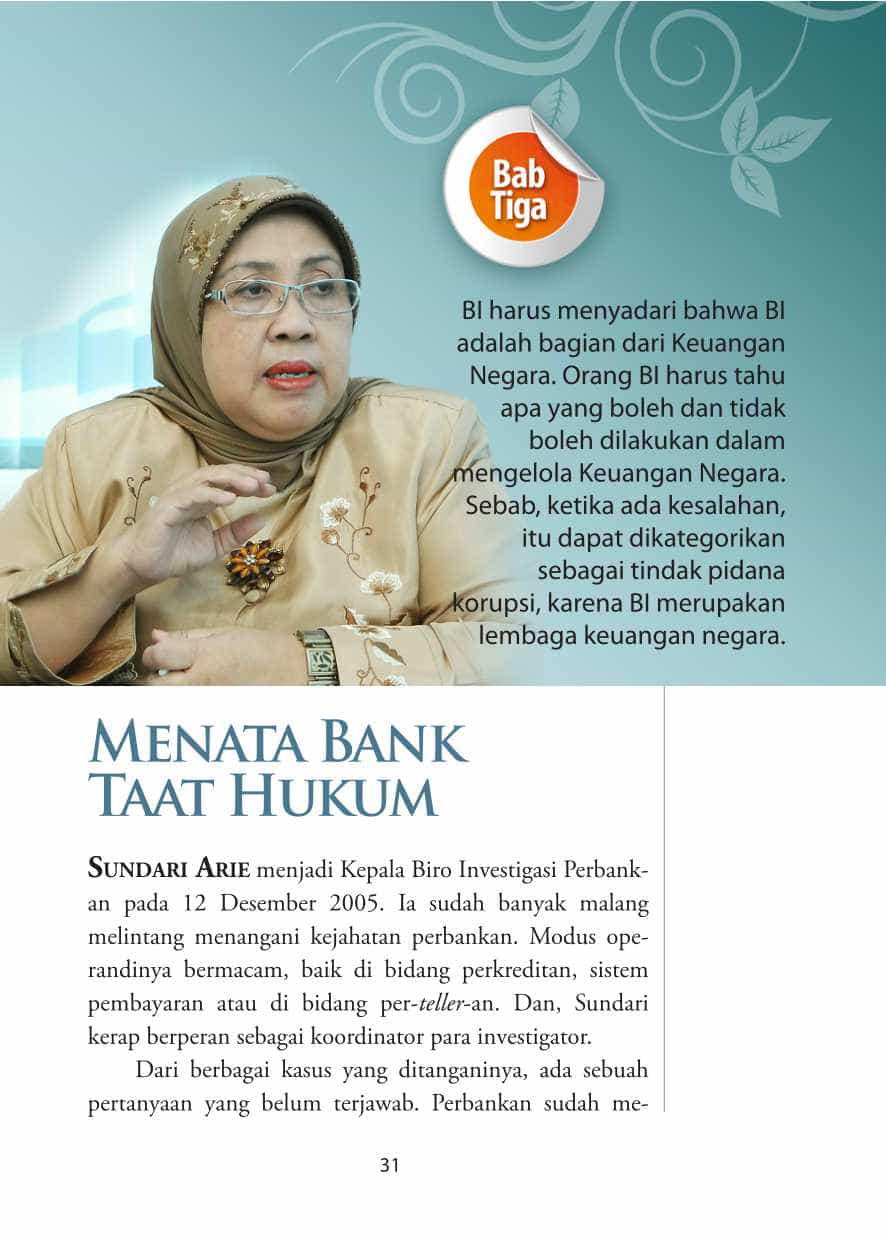 Bab
Tiga
BI harus menyadari bahwa BI
adalah bagian dari Keuangan
Negara. Orang BI harus tahu
apa yang boleh dan tidak
boleh dilakukan dalam
mengelola Keuangan Negara.
Sebab, ketika ada kesalahan,
itu dapat dikategorikan
sebagai tindak pidana
korupsi, karena BI merupakan
lembaga keuangan negara.
MENATA BANK
TAAT HUKUM
SUNDARI ARIE menjadi Kepala Biro Investigasi Perbank-
an pada 12 Desember 2005. Ia sudah banyak malang
melintang menangani kejahatan perbankan. Modus ope-
randinya bermacam, baik di bidang perkreditan, sistem
pembayaran atau di bidang per-teller-an. Dan, Sundari
kerap berperan sebagai koordinator para investigator.
Dari berbagai kasus yang ditanganinya, ada sebuah
pertanyaan yang belum terjawab. Perbankan sudah me-
31